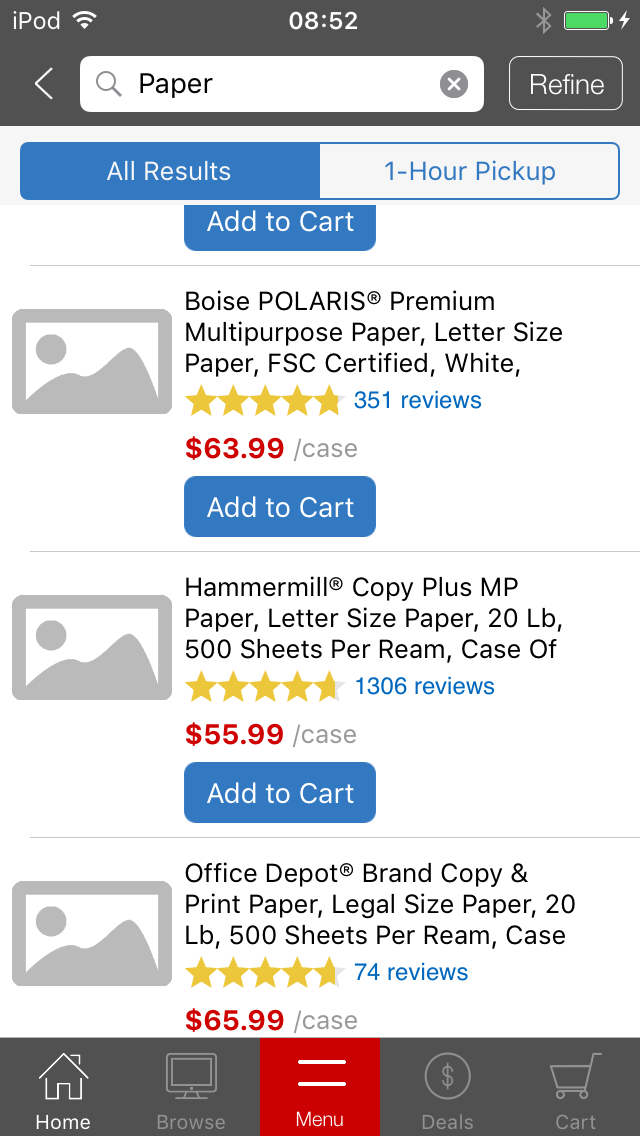 iPod 08:52
Paper Refine
All Results 1-Hour Pickup
Add to Cart
Boise POLARIS® Premium
Multipurpose Paper, Letter Size
Paper, FSC Certified, White,
351 reviews
$63.99 /case
Add to Cart
Hammermill® Copy Plus MP
Paper, Letter Size Paper, 20 Lb,
500 Sheets Per Ream, Case Of
1306 reviews
$55.99 /case
Add to Cart
Office Depot® Brand Copy &
Print Paper, Legal Size Paper, 20
Lb, 500 Sheets Per Ream, Case
74 reviews
$65.99 /case
$
Home Browse Menu Deals Cart